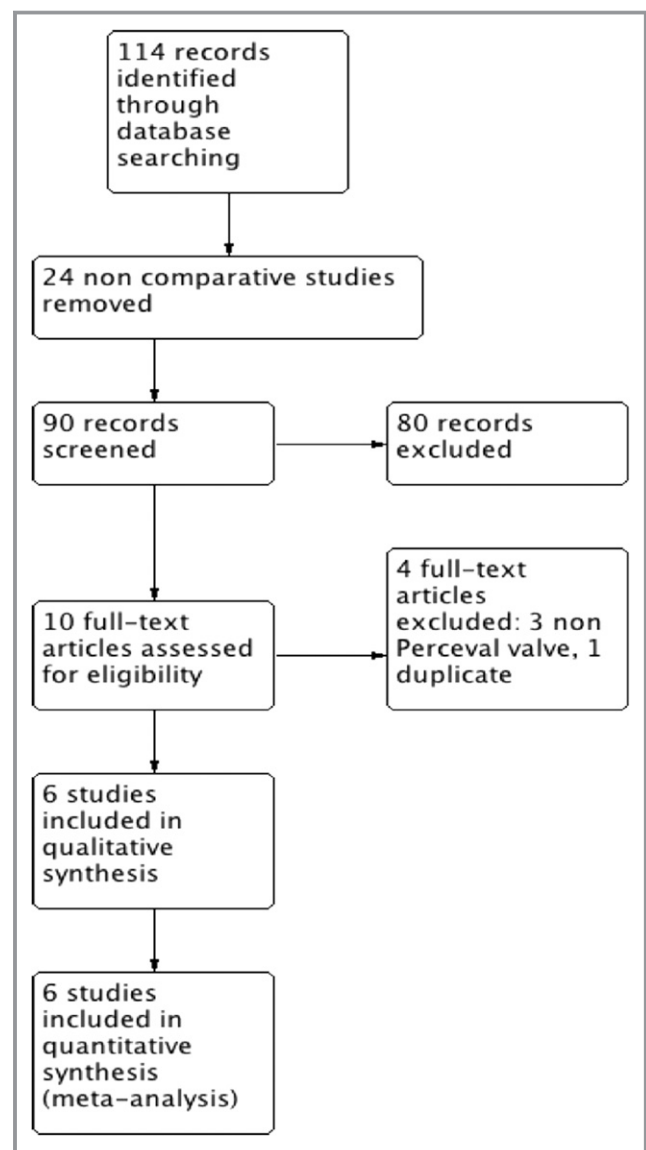 114 records
identified
through
database
searching
24 non comparative studies
removed
90 records
screened
80 records
excluded
10 full-text
articles assessed
for eligibility
4 full-text
articles
excluded: 3 non
Perceval valve, 1
duplicate
6 studies
included in
qualitative
synthesis
6 studies
included in
quantitative
synthesis
(meta-analysis)